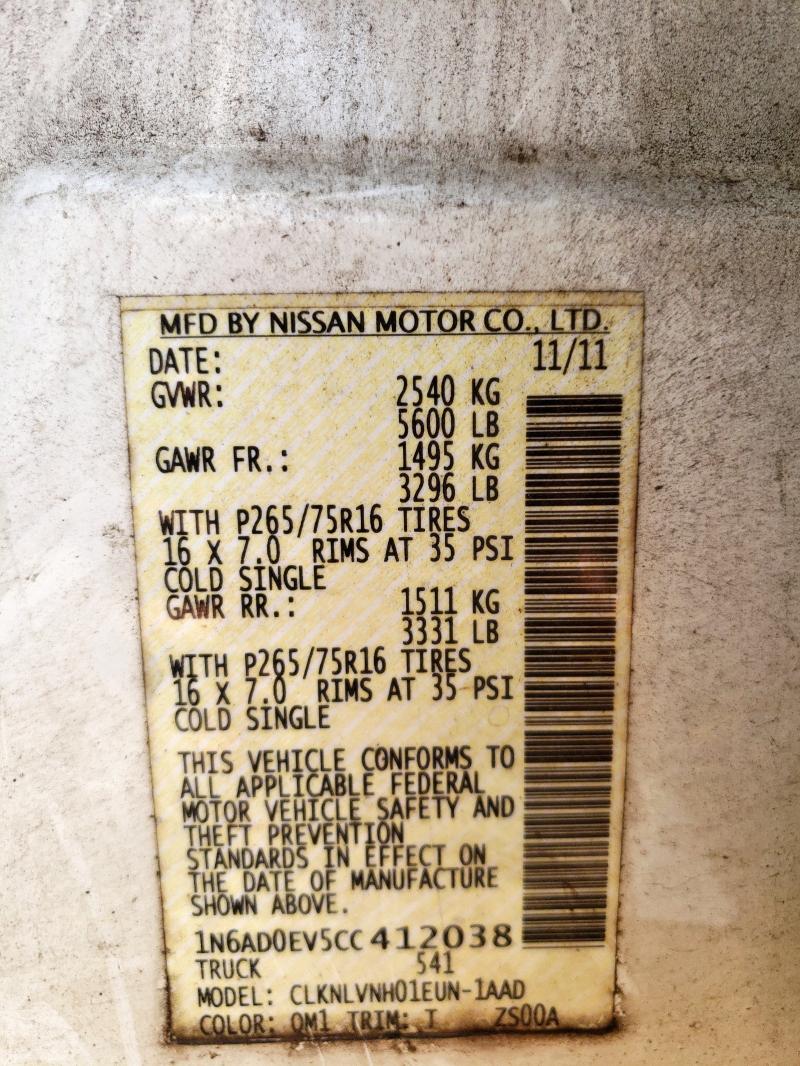 MFD BY NISSAN MOTOR CO., LTD.
DATE: 11/11
GVWR: 2540 KG
5600 LB
GAWR FR.: 1495 KG
3296 LB
WITH P265/75R16 TIRES
16 X 7.0 RIMS AT 35 PSI
COLD SINGLE
GAWR RR.: 1511 KG
3331 LB
WITH P265/75R16 TIRES
16 X 7.0 RIMS AT 35 PSI
COLD SINGLE
THIS VEHICLE CONFORMS TO
ALL APPLICABLE FEDERAL
MOTOR VEHICLE SAFETY AND
THEFT PREVENTION
STANDARDS IN EFFECT ON
THE DATE OF MANUFACTURE
SHOWN ABOVE.
1N6AD0EV5CC412038
TRUCK 541
MODEL: CLKNLVNH01EUN-1AAD
COLOR: QM1 TRIM: T ZS00A